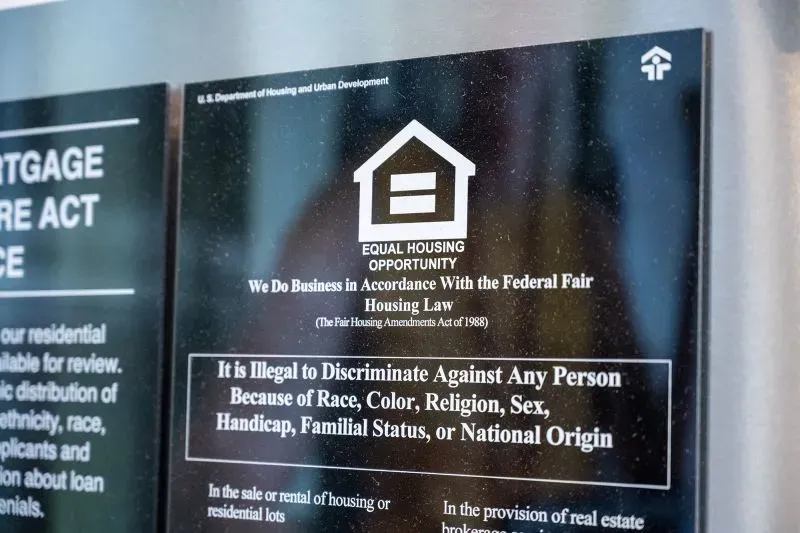 RTGAGE
RE ACT
CE
our residential
ilable for review.
ic distribution of
ethnicity, race,
plicants and
ion about loan
enials.
U. S. Department of Housing and Urban Development
EQUAL HOUSING
OPPORTUNITY
We Do Business in Accordance With the Federal Fair
Housing Law
(The Fair Housing Amendments Act of 1988)
It is Illegal to Discriminate Against Any Person
Because of Race, Color, Religion, Sex,
Handicap, Familial Status, or National Origin
In the sale or rental of housing or
residential lots
In the provision of real estate
brokerage